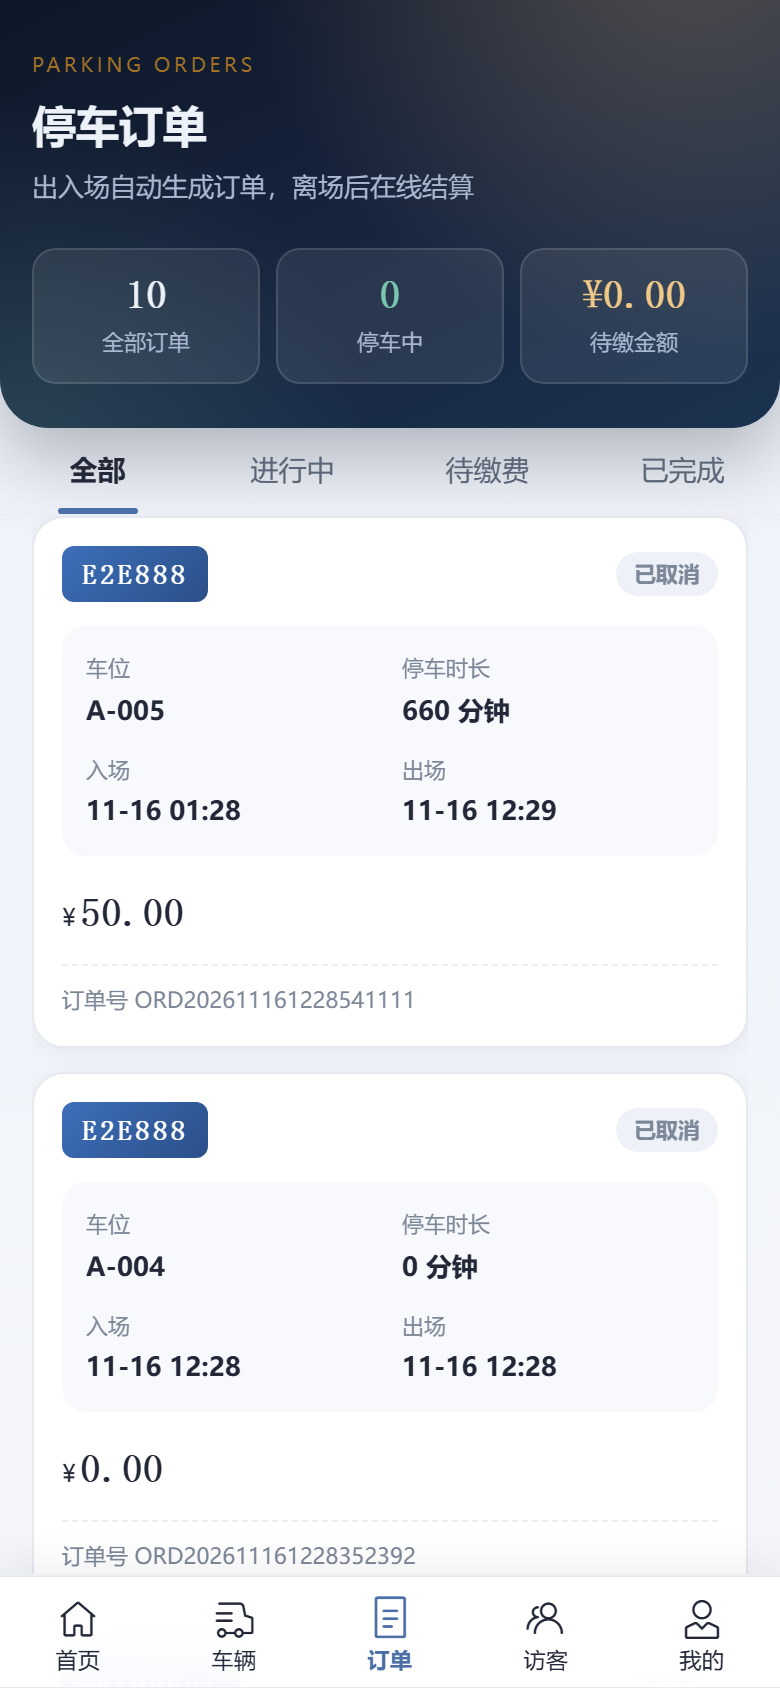 PARKING ORDERS
停车订单
出入场自动生成订单，离场后在线结算
10
0
¥0.00
全部订单
停车中
待缴金额
全部
进行中
待缴费
已完成
E2E888
已取消
车位
停车时长
A-005
660 分钟
入场
出场
11-16 01:28
11-16 12:29
¥50.00
订单号 ORD202611161228541111
E2E888
已取消
车位
停车时长
A-004
0 分钟
入场
出场
11-16 12:28
11-16 12:28
¥0.00
订单号 ORD202611161228352392
首页
车辆
订单
访客
我的